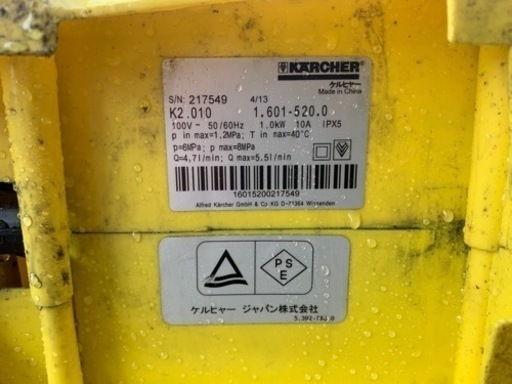 KÄRCHER
ケルヒャー
Made in China
S/N: 217549 4/13
K2.010 1.601-520.0
100V ~ 50/60Hz 1.0kW 10A IPX5
p in max=1,2MPa; T in max=40°C
p=6MPa; p max=8MPa
Q=4,7l/min; Q max=5.5l/min
16015200217549
Alfred Kärcher GmbH & Co KG D-71364 Winnenden
PS
E
ケルヒャー ジャパン株式会社